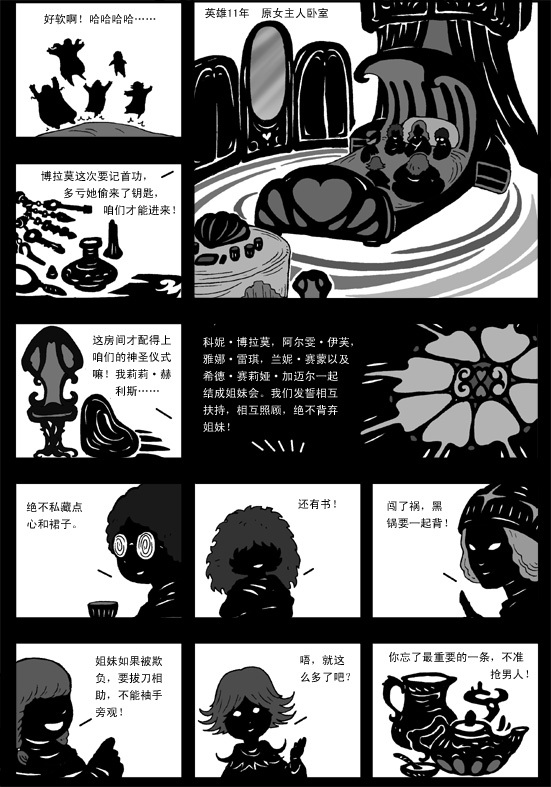 好软啊！哈哈哈哈……
英雄11年　原女主人卧室
博拉莫这次要记首功，
多亏她偷来了钥匙，
咱们才能进来！
这房间才配得上
咱们的神圣仪式
嘛！我莉莉·赫
利斯……
科妮·博拉莫，阿尔雯·伊芙，
雅娜·雷琪，兰妮·赛蒙以及
希德·赛莉娅·加迈尔一起
结成姐妹会。我们发誓相互
扶持，相互照顾，绝不背弃
姐妹！
绝不私藏点
心和裙子。
还有书！
闯了祸，黑
锅要一起背！
姐妹如果被欺
负，要拔刀相
助，不能袖手
旁观！
唔，就这
么多了吧？
你忘了最重要的一条，不准
抢男人！